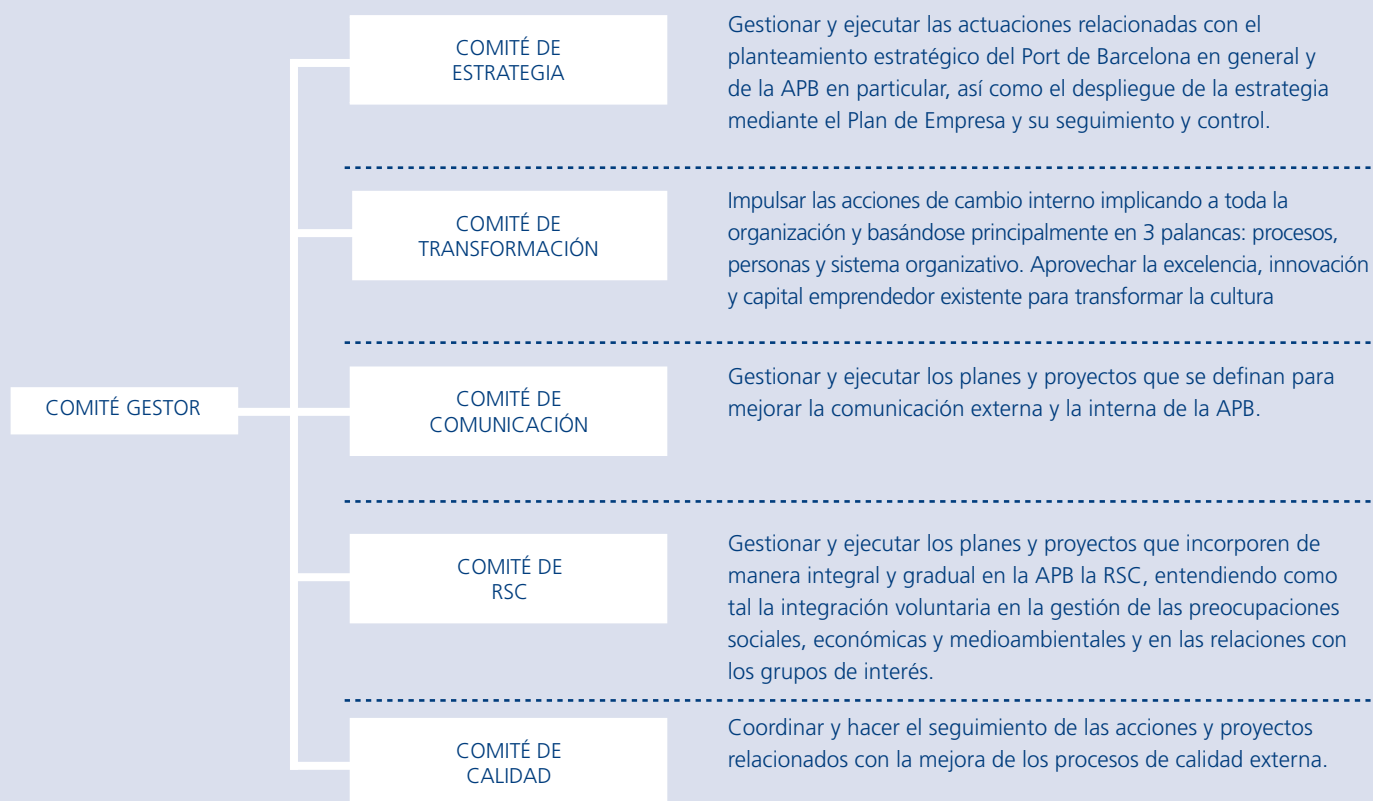 COMITÉ GESTOR
COMITÉ DE
ESTRATEGIA
Gestionar y ejecutar las actuaciones relacionadas con el
planteamiento estratégico del Port de Barcelona en general y
de la APB en particular, así como el despliegue de la estrategia
mediante el Plan de Empresa y su seguimiento y control.
COMITÉ DE
TRANSFORMACIÓN
Impulsar las acciones de cambio interno implicando a toda la
organización y basándose principalmente en 3 palancas: procesos,
personas y sistema organizativo. Aprovechar la excelencia, innovación
y capital emprendedor existente para transformar la cultura
COMITÉ DE
COMUNICACIÓN
Gestionar y ejecutar los planes y proyectos que se definan para
mejorar la comunicación externa y la interna de la APB.
COMITÉ DE
RSC
Gestionar y ejecutar los planes y proyectos que incorporen de
manera integral y gradual en la APB la RSC, entendiendo como
tal la integración voluntaria en la gestión de las preocupaciones
sociales, económicas y medioambientales y en las relaciones con
los grupos de interés.
COMITÉ DE
CALIDAD
Coordinar y hacer el seguimiento de las acciones y proyectos
relacionados con la mejora de los procesos de calidad externa.